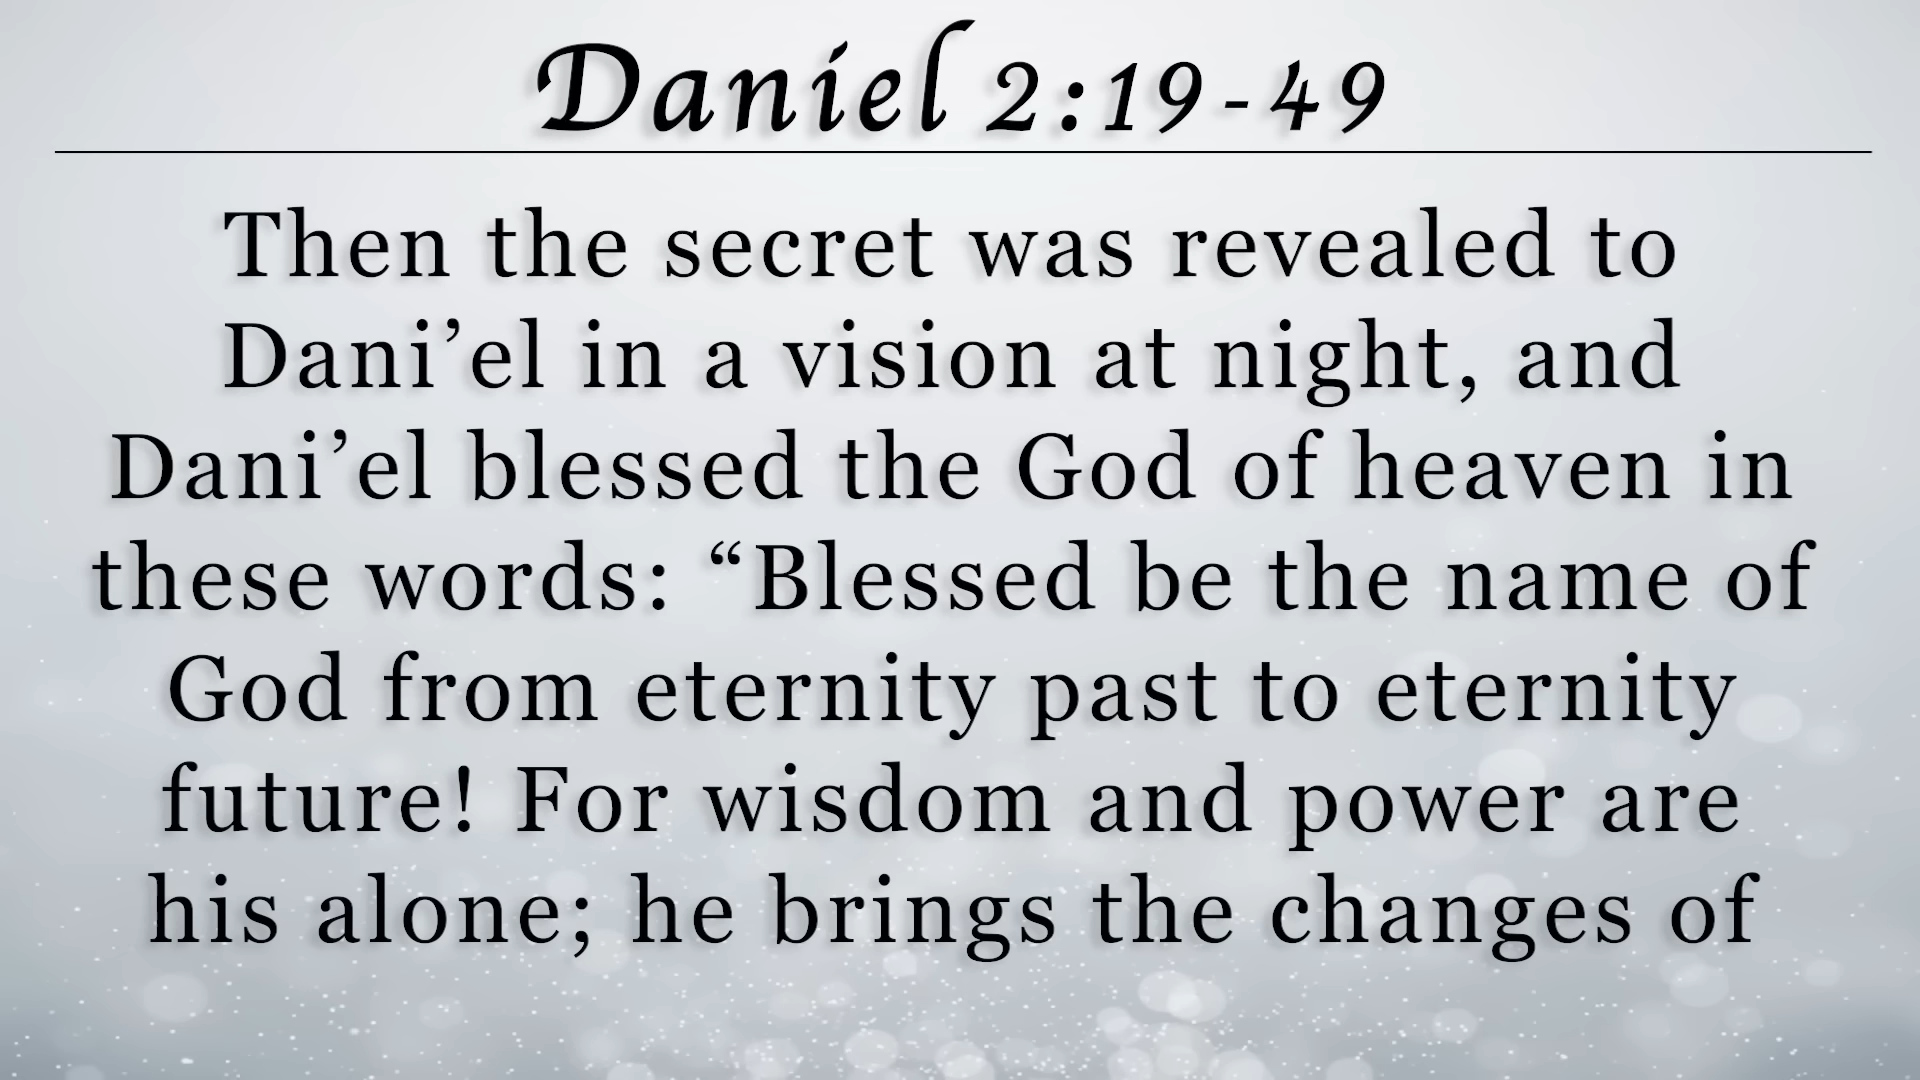 Daniel 2:19-49
Then the secret was revealed to
Dani’el in a vision at night, and
Dani’el blessed the God of heaven in
these words: “Blessed be the name of
God from eternity past to eternity
future! For wisdom and power are
his alone; he brings the changes of